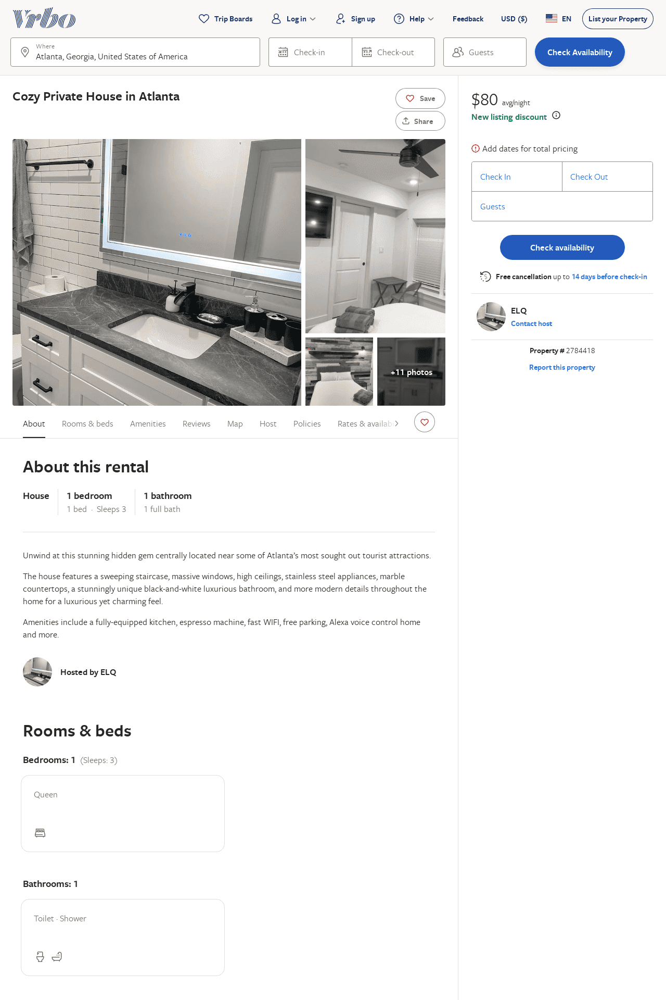 Vrbo
Trip Boards
Log in
Sign up
Help
Feedback
USD ($)
EN
List your Property
Where
Atlanta, Georgia, United States of America
Check-in
Check-out
Guests
Check Availability
Cozy Private House in Atlanta
Save
Share
+11 photos
$80 avg/night
New listing discount
Add dates for total pricing
Check In
Check Out
Guests
Check availability
Free cancellation up to 14 days before check-in
ELQ
Contact host
Property # 2784418
Report this property
About
Rooms & beds
Amenities
Reviews
Map
Host
Policies
Rates & availabi
About this rental
House
1 bedroom
1 bed · Sleeps 3
1 bathroom
1 full bath
Unwind at this stunning hidden gem centrally located near some of Atlanta’s most sought out tourist attractions.
The house features a sweeping staircase, massive windows, high ceilings, stainless steel appliances, marble
countertops, a stunningly unique black-and-white luxurious bathroom, and more modern details throughout the
home for a luxurious yet charming feel.
Amenities include a fully-equipped kitchen, espresso machine, fast WIFI, free parking, Alexa voice control home
and more.
Hosted by ELQ
Rooms & beds
Bedrooms: 1 (Sleeps: 3)
Queen
Bathrooms: 1
Toilet · Shower